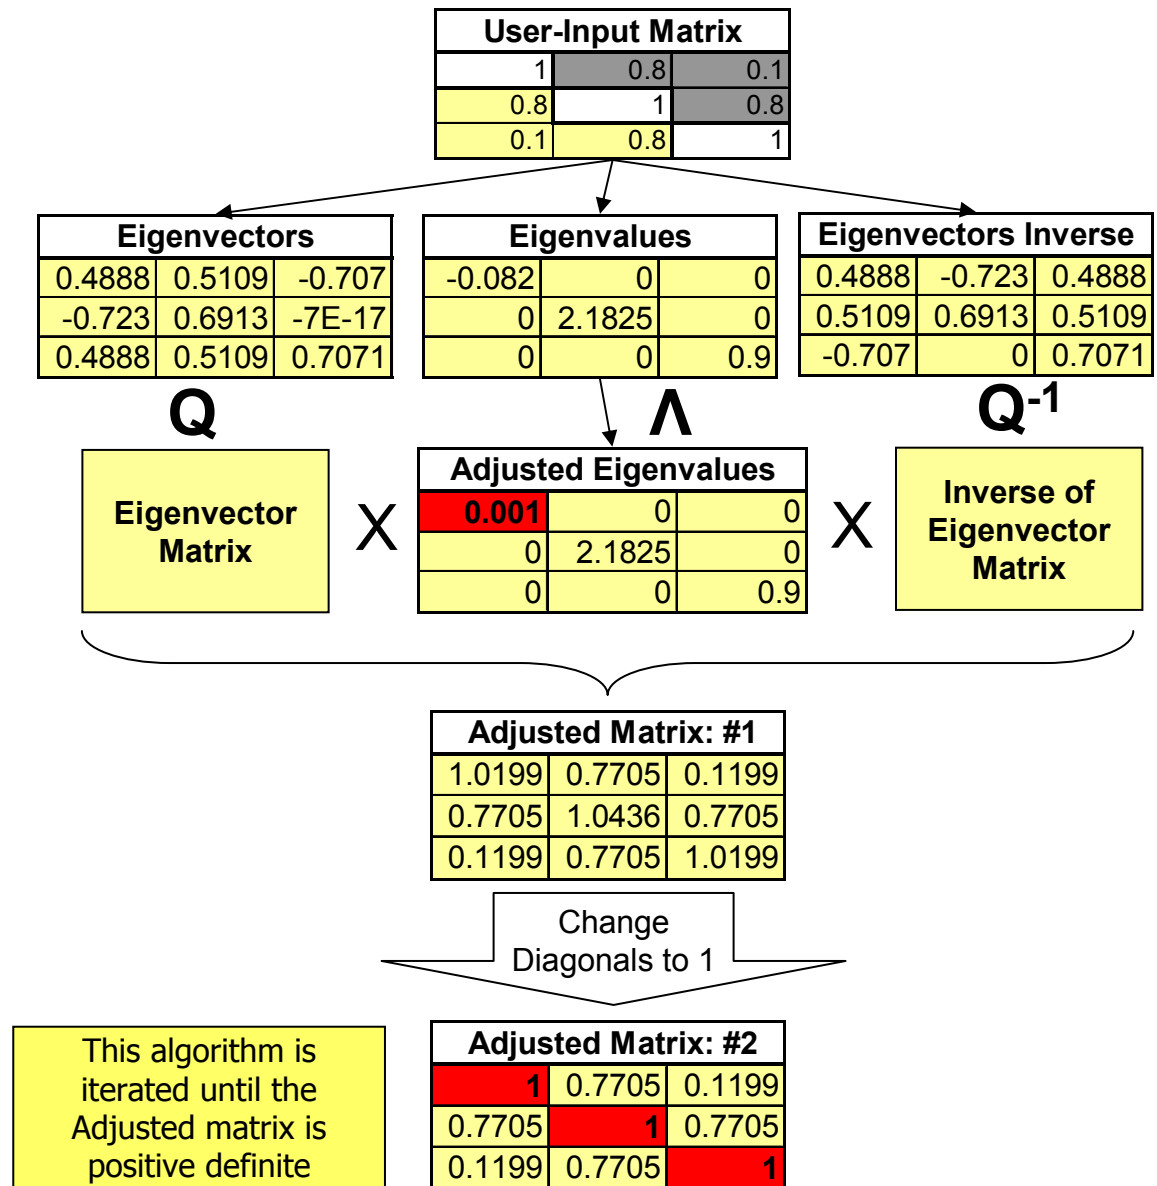 User-Input Matrix
1 0.8 0.1
0.8 1 0.8
0.1 0.8 1
Eigenvectors
0.4888 0.5109 -0.707
-0.723 0.6913 -7E-17
0.4888 0.5109 0.7071
Q
Eigenvalues
-0.082 0 0
0 2.1825 0
0 0 0.9
Λ
Eigenvectors Inverse
0.4888 -0.723 0.4888
0.5109 0.6913 0.5109
-0.707 0 0.7071
Q-1
Eigenvector
Matrix
X
Adjusted Eigenvalues
0.001 0 0
0 2.1825 0
0 0 0.9
X
Inverse of
Eigenvector
Matrix
Adjusted Matrix: #1
1.0199 0.7705 0.1199
0.7705 1.0436 0.7705
0.1199 0.7705 1.0199
Change
Diagonals to 1
This algorithm is
iterated until the
Adjusted matrix is
positive definite
Adjusted Matrix: #2
1 0.7705 0.1199
0.7705 1 0.7705
0.1199 0.7705 1